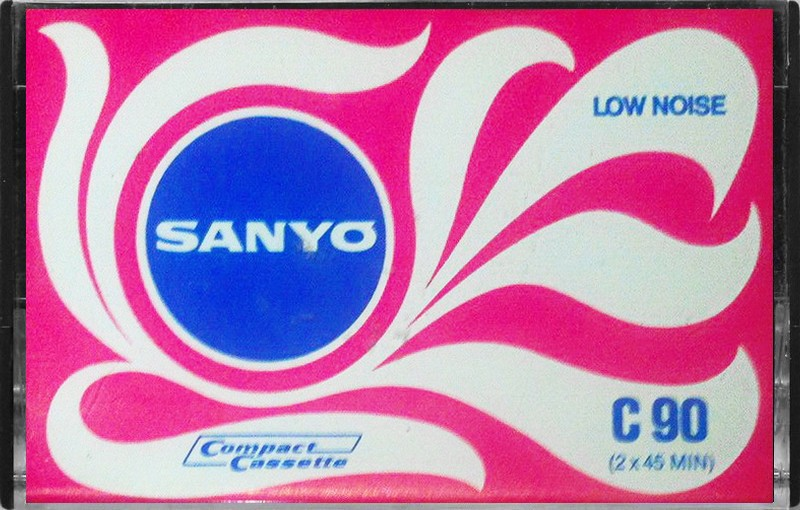 LOW NOISE
SANYO
C 90
(2 x 45 MIN)
Compact
Cassette